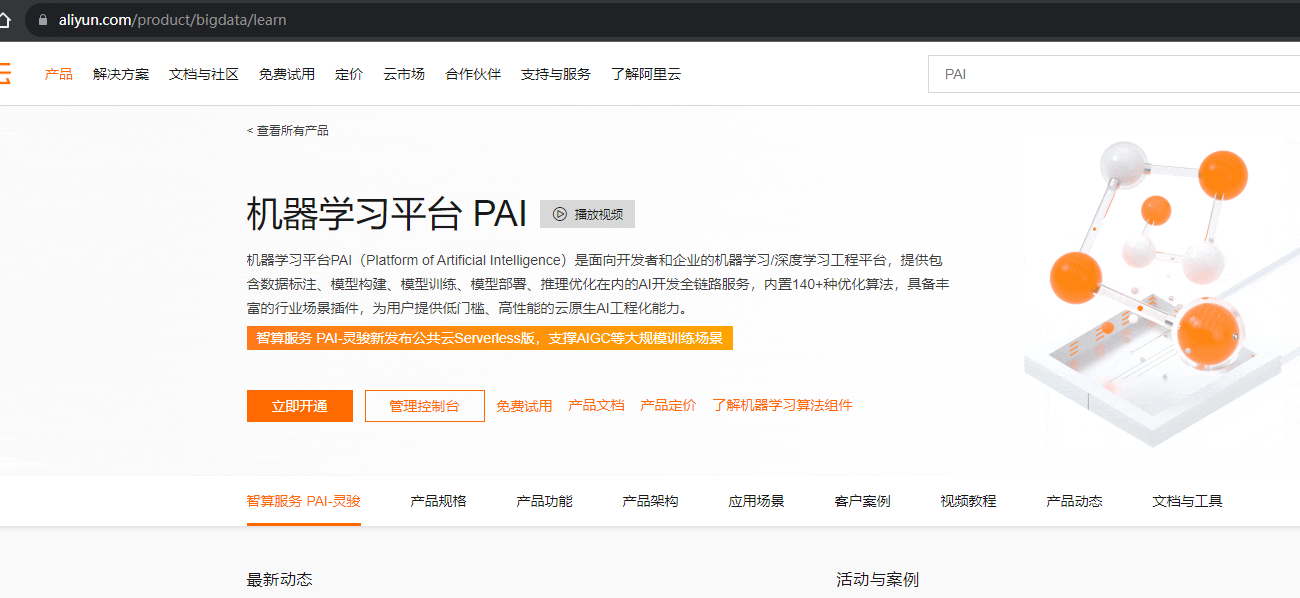 aliyun.com/product/bigdata/learn
产品 解决方案 文档与社区 免费试用 定价 云市场 合作伙伴 支持与服务 了解阿里云 PAI
< 查看所有产品
机器学习平台 PAI 播放视频
机器学习平台PAI（Platform of Artificial Intelligence）是面向开发者和企业的机器学习/深度学习工程平台，提供包
含数据标注、模型构建、模型训练、模型部署、推理优化在内的AI开发全链路服务，内置140+种优化算法，具备丰
富的行业场景插件，为用户提供低门槛、高性能的云原生AI工程化能力。
智算服务 PAI-灵骏新发布公共云Serverless版，支撑AIGC等大规模训练场景
立即开通 管理控制台 免费试用 产品文档 产品定价 了解机器学习算法组件
智算服务 PAI-灵骏 产品规格 产品功能 产品架构 应用场景 客户案例 视频教程 产品动态 文档与工具
最新动态 活动与案例